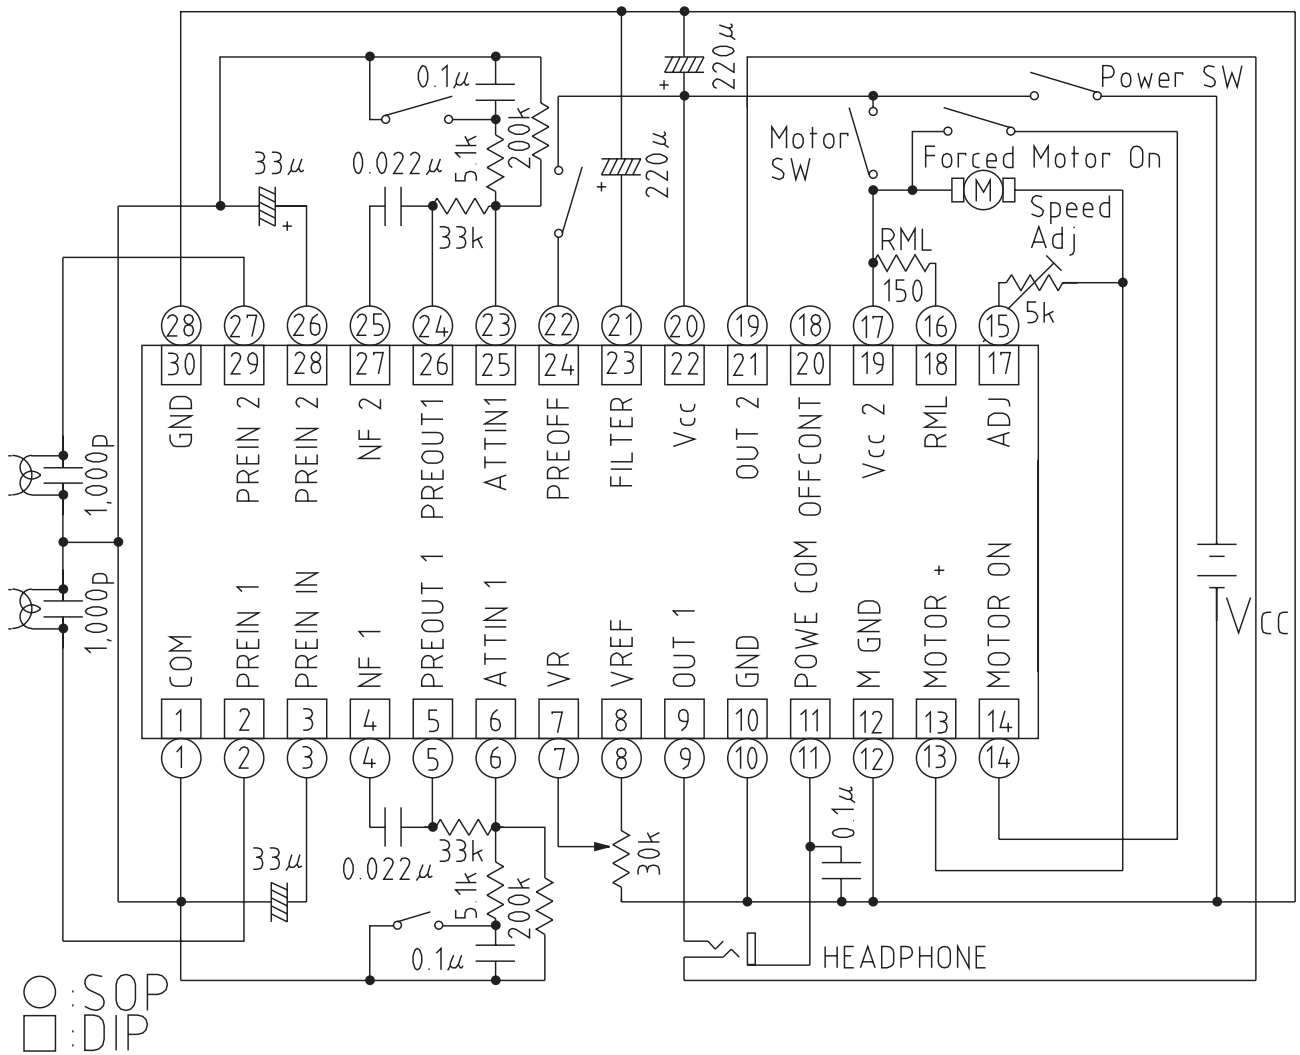 220μ
Power SW
0.1μ
200k
5.1k
33μ
0.022μ
220μ
Motor
SW
Forced Motor On
M
Speed
Adj
33k
RML
150
5k
+
+
+
28 27 26 25 24 23 22 21 20 19 18 17 16 15
30 29 28 27 26 25 24 23 22 21 20 19 18 17
GND
PREIN 2
PREIN 2
NF 2
PREOUT1
ATTIN1
PREOFF
FILTER
Vcc
OUT 2
OFFCONT
Vcc 2
RML
ADJ
1,000p
1,000p
Vcc
COM
PREIN 1
PREIN IN
NF 1
PREOUT 1
ATTIN 1
VR
VREF
OUT 1
GND
POWE COM
M GND
MOTOR +
MOTOR ON
1 2 3 4 5 6 7 8 9 10 11 12 13 14
1 2 3 4 5 6 7 8 9 10 11 12 13 14
33μ
0.022μ
33k
5.1k
200k
30k
0.1μ
0.1μ
HEADPHONE
:SOP
:DIP